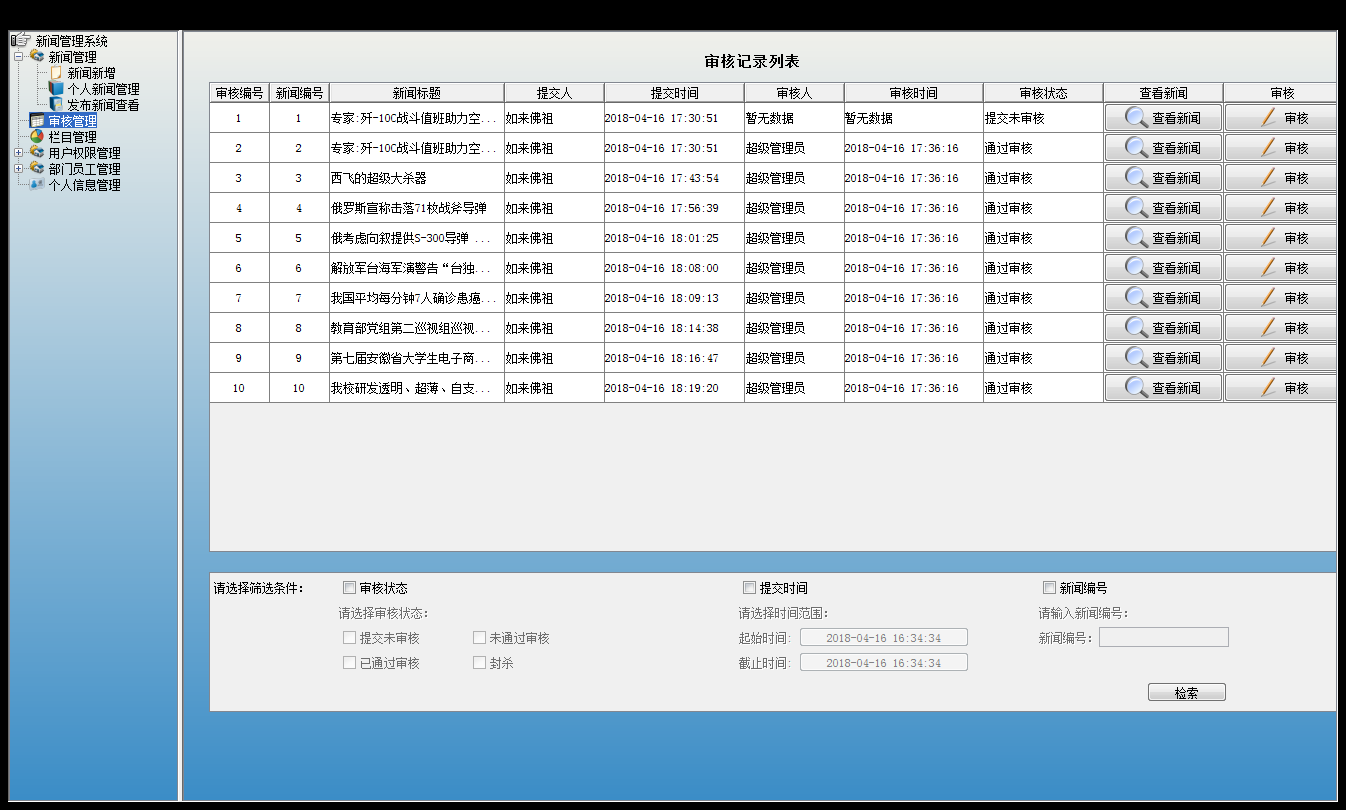 新闻管理系统
新闻管理
新闻新增
个人新闻管理
发布新闻查看
审核管理
栏目管理
用户权限管理
部门员工管理
个人信息管理
审核记录列表
审核编号 新闻编号 新闻标题 提交人 提交时间 审核人 审核时间 审核状态 查看新闻 审核
1 1 专家:歼-10C战斗值班助力空... 如来佛祖 2018-04-16 17:30:51 暂无数据 暂无数据 提交未审核 查看新闻 审核
2 2 专家:歼-10C战斗值班助力空... 如来佛祖 2018-04-16 17:30:51 超级管理员 2018-04-16 17:36:16 通过审核 查看新闻 审核
3 3 西飞的超级大杀器 如来佛祖 2018-04-16 17:43:54 超级管理员 2018-04-16 17:36:16 通过审核 查看新闻 审核
4 4 俄罗斯宣称击落71枚战斧导弹 如来佛祖 2018-04-16 17:56:39 超级管理员 2018-04-16 17:36:16 通过审核 查看新闻 审核
5 5 俄考虑向叙提供S-300导弹 ... 如来佛祖 2018-04-16 18:01:25 超级管理员 2018-04-16 17:36:16 通过审核 查看新闻 审核
6 6 解放军台海军演警告“台独... 如来佛祖 2018-04-16 18:08:00 超级管理员 2018-04-16 17:36:16 通过审核 查看新闻 审核
7 7 我国平均每分钟7人确诊患癌... 如来佛祖 2018-04-16 18:09:13 超级管理员 2018-04-16 17:36:16 通过审核 查看新闻 审核
8 8 教育部党组第二巡视组巡视... 如来佛祖 2018-04-16 18:14:38 超级管理员 2018-04-16 17:36:16 通过审核 查看新闻 审核
9 9 第七届安徽省大学生电子商... 如来佛祖 2018-04-16 18:16:47 超级管理员 2018-04-16 17:36:16 通过审核 查看新闻 审核
10 10 我校研发透明、超薄、自支... 如来佛祖 2018-04-16 18:19:20 超级管理员 2018-04-16 17:36:16 通过审核 查看新闻 审核
请选择筛选条件: 审核状态 提交时间 新闻编号
请选择审核状态: 请选择时间范围: 请输入新闻编号:
提交未审核 未通过审核 起始时间: 2018-04-16 16:34:34 新闻编号:
已通过审核 封杀 截止时间: 2018-04-16 16:34:34
检索